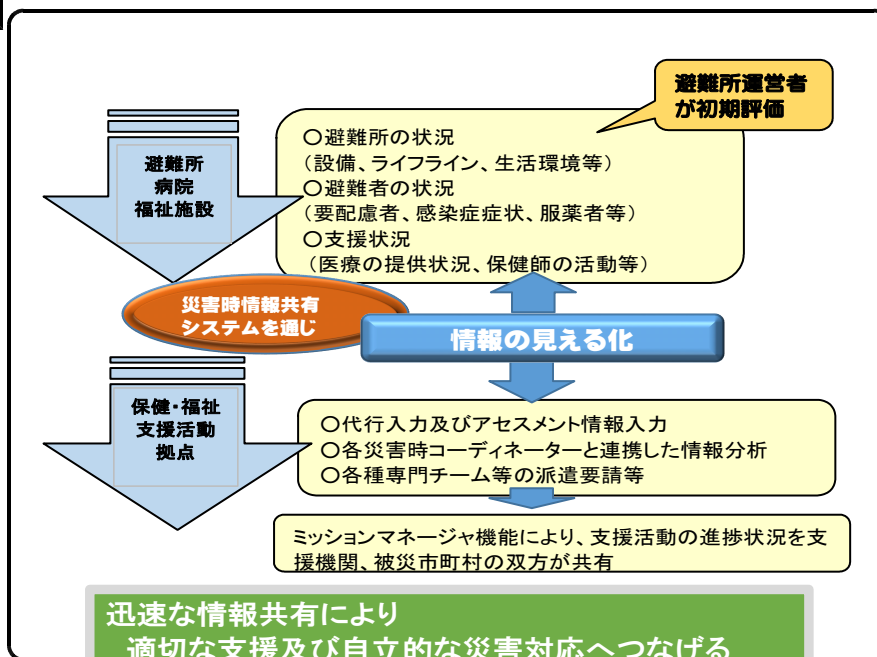 避難所運営者
が初期評価
避難所
病院
福祉施設
〇避難所の状況
（設備、ライフライン、生活環境等）
〇避難者の状況
（要配慮者、感染症症状、服薬者等）
〇支援状況
（医療の提供状況、保健師の活動等）
災害時情報共有
システムを通じ
情報の見える化
保健・福祉
支援活動
拠点
〇代行入力及びアセスメント情報入力
〇各災害時コーディネーターと連携した情報分析
〇各種専門チーム等の派遣要請等
ミッションマネージャ機能により、支援活動の進捗状況を支
援機関、被災市町村の双方が共有
迅速な情報共有により
適切な支援及び自立的な災害対応へつなげる